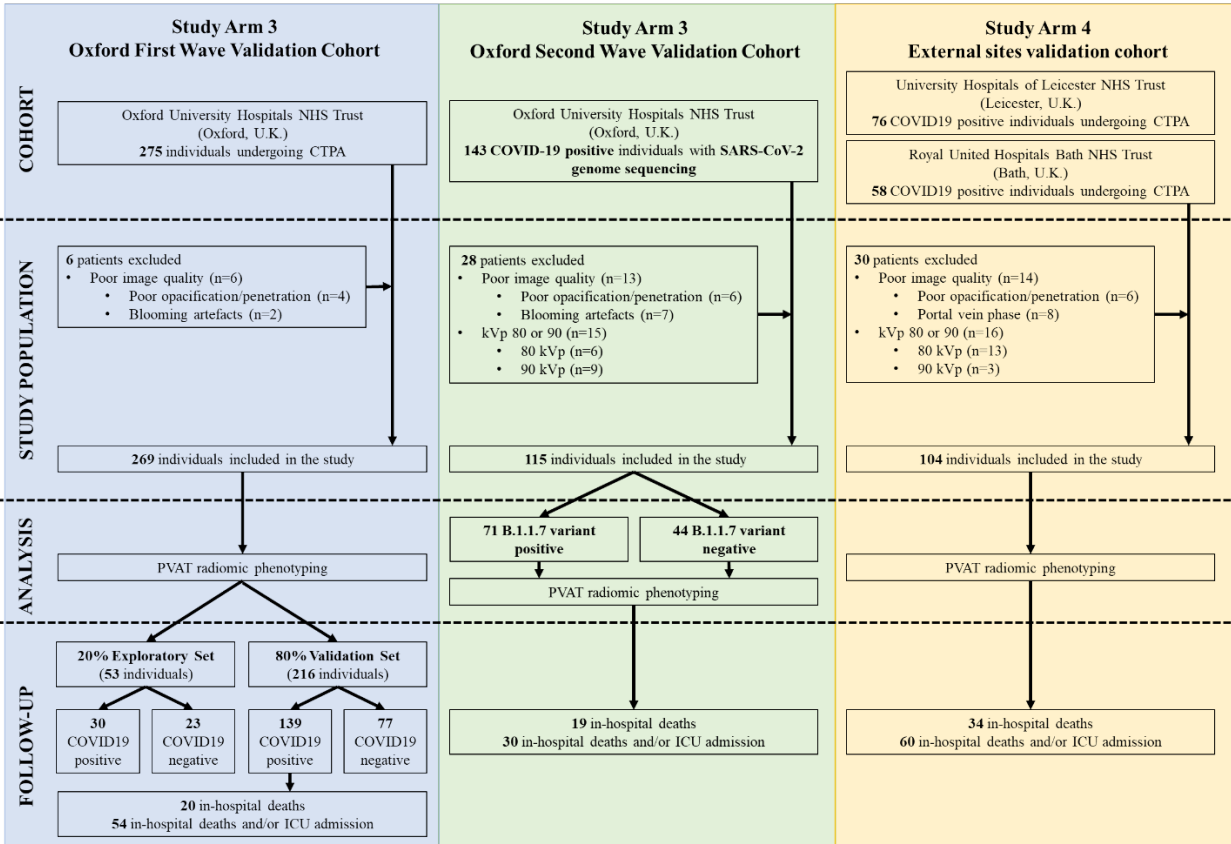 Study Arm 3
Oxford First Wave Validation Cohort
Study Arm 3
Oxford Second Wave Validation Cohort
Study Arm 4
External sites validation cohort
COHORT
Oxford University Hospitals NHS Trust
(Oxford, U.K.)
275 individuals undergoing CTPA
Oxford University Hospitals NHS Trust
(Oxford, U.K.)
143 COVID-19 positive individuals with SARS-CoV-2
genome sequencing
University Hospitals of Leicester NHS Trust
(Leicester, U.K.)
76 COVID19 positive individuals undergoing CTPA
Royal United Hospitals Bath NHS Trust
(Bath, U.K.)
58 COVID19 positive individuals undergoing CTPA
STUDY POPULATION
6 patients excluded
• Poor image quality (n=6)
• Poor opacification/penetration (n=4)
• Blooming artefacts (n=2)
28 patients excluded
• Poor image quality (n=13)
• Poor opacification/penetration (n=6)
• Blooming artefacts (n=7)
• kVp 80 or 90 (n=15)
• 80 kVp (n=6)
• 90 kVp (n=9)
30 patients excluded
• Poor image quality (n=14)
• Poor opacification/penetration (n=6)
• Portal vein phase (n=8)
• kVp 80 or 90 (n=16)
• 80 kVp (n=13)
• 90 kVp (n=3)
269 individuals included in the study
115 individuals included in the study
104 individuals included in the study
ANALYSIS
71 B.1.1.7 variant
positive
44 B.1.1.7 variant
negative
PVAT radiomic phenotyping
PVAT radiomic phenotyping
PVAT radiomic phenotyping
FOLLOW-UP
20% Exploratory Set
(53 individuals)
80% Validation Set
(216 individuals)
30
COVID19
positive
23
COVID19
negative
139
COVID19
positive
77
COVID19
negative
20 in-hospital deaths
54 in-hospital deaths and/or ICU admission
19 in-hospital deaths
30 in-hospital deaths and/or ICU admission
34 in-hospital deaths
60 in-hospital deaths and/or ICU admission